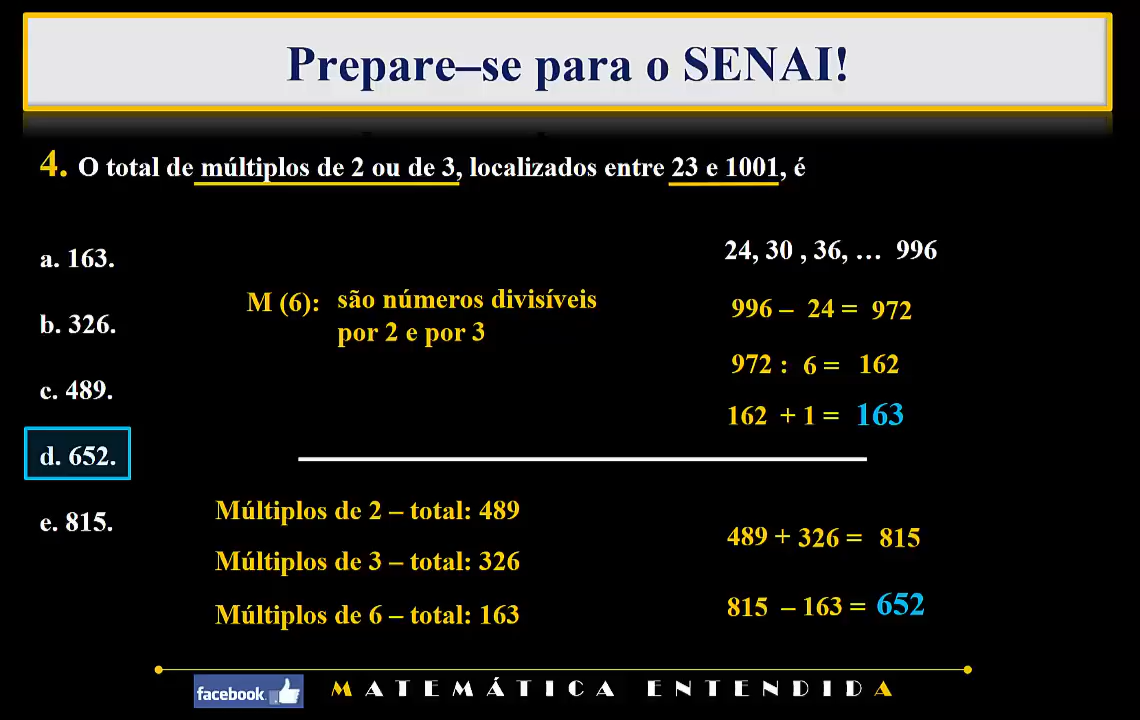 Prepare–se para o SENAI!
4. O total de múltiplos de 2 ou de 3, localizados entre 23 e 1001, é
a. 163.
b. 326.
c. 489.
d. 652.
e. 815.
M (6): são números divisíveis
por 2 e por 3
24, 30 , 36, ... 996
996 – 24 = 972
972 : 6 = 162
162 + 1 = 163
Múltiplos de 2 – total: 489
Múltiplos de 3 – total: 326
Múltiplos de 6 – total: 163
489 + 326 = 815
815 – 163 = 652
facebook.
MATEMÁTICA ENTENDIDA